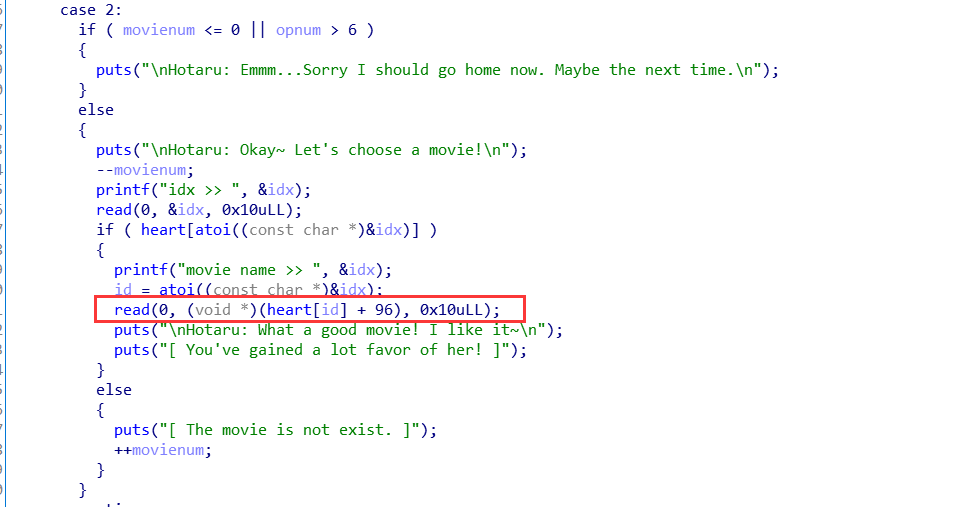 case 2:
if ( movienum <= 0 || opnum > 6 )
{
puts("\nHotaru: Emmm...Sorry I should go home now. Maybe the next time.\n");
}
else
{
puts("\nHotaru: Okay~ Let's choose a movie!\n");
--movienum;
printf("idx >> ", &idx);
read(0, &idx, 0x10uLL);
if ( heart[atoi((const char *)&idx)] )
{
printf("movie name >> ", &idx);
id = atoi((const char *)&idx);
read(0, (void *)(heart[id] + 96), 0x10uLL);
puts("\nHotaru: What a good movie! I like it~\n");
puts("[ You've gained a lot favor of her! ]");
}
else
{
puts("[ The movie is not exist. ]");
++movienum;
}
}